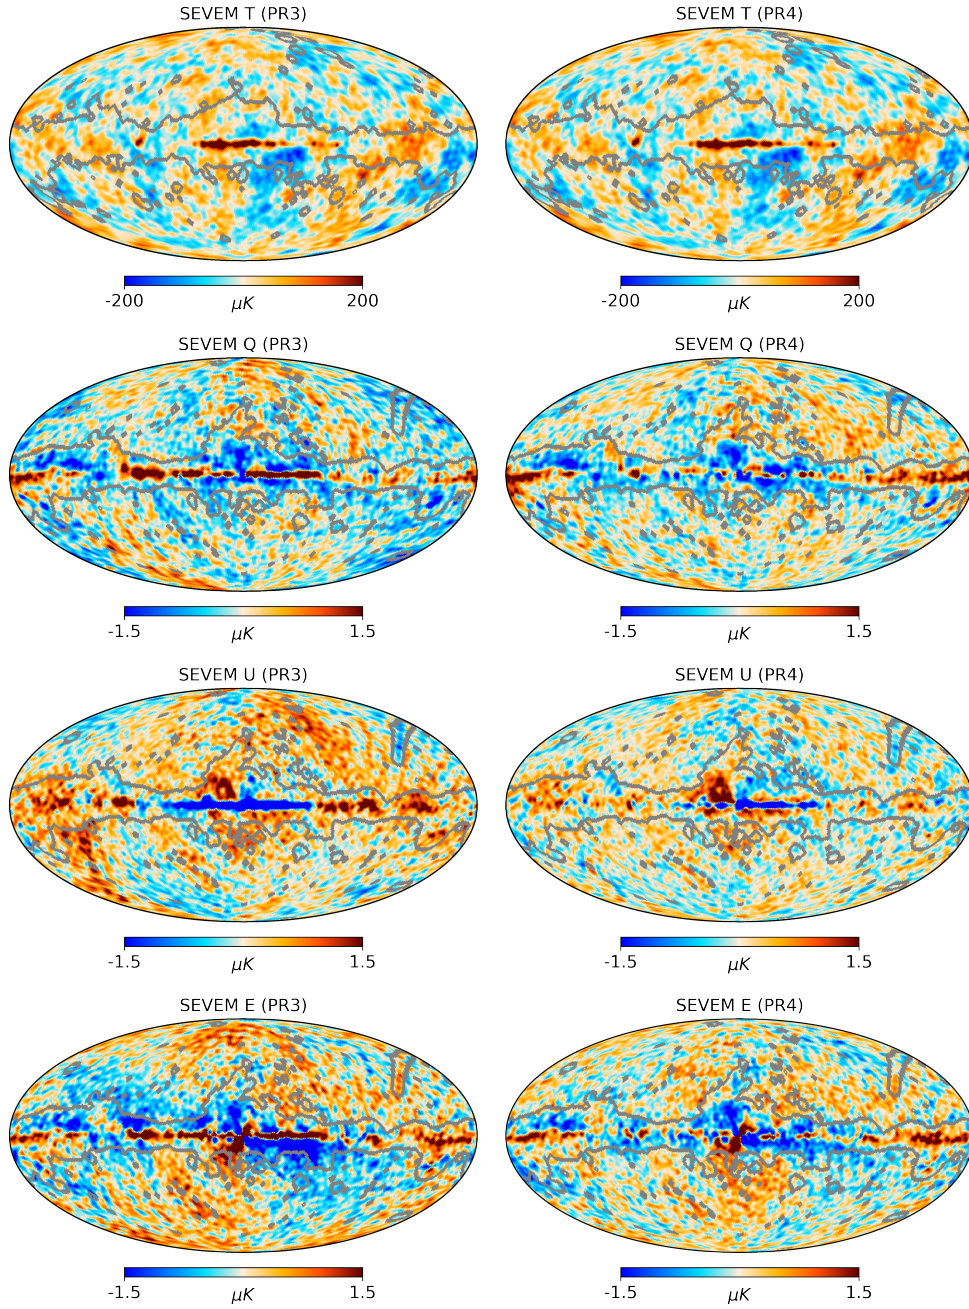 SEVEM T (PR3)
SEVEM T (PR4)
-200 200
μK
-200 200
μK
SEVEM Q (PR3)
SEVEM Q (PR4)
-1.5 1.5
μK
-1.5 1.5
μK
SEVEM U (PR3)
SEVEM U (PR4)
-1.5 1.5
μK
-1.5 1.5
μK
SEVEM E (PR3)
SEVEM E (PR4)
-1.5 1.5
μK
-1.5 1.5
μK